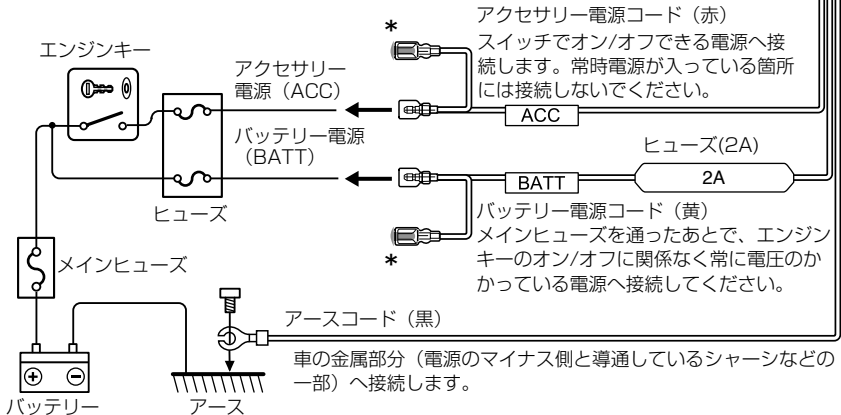 アクセサリー電源コード（赤）
スイッチでオン/オフできる電源へ接
続します。常時電源が入っている箇所
には接続しないでください。
*
エンジンキー
アクセサリー
電源（ACC）
ACC
バッテリー電源
（BATT）
ヒューズ(2A)
BATT
2A
ヒューズ
バッテリー電源コード（黄）
メインヒューズを通ったあとで、エンジン
キーのオン/オフに関係なく常に電圧のか
かっている電源へ接続してください。
*
メインヒューズ
アースコード（黒）
車の金属部分（電源のマイナス側と導通しているシャーシなどの
一部）へ接続します。
+ −
バッテリー
アース